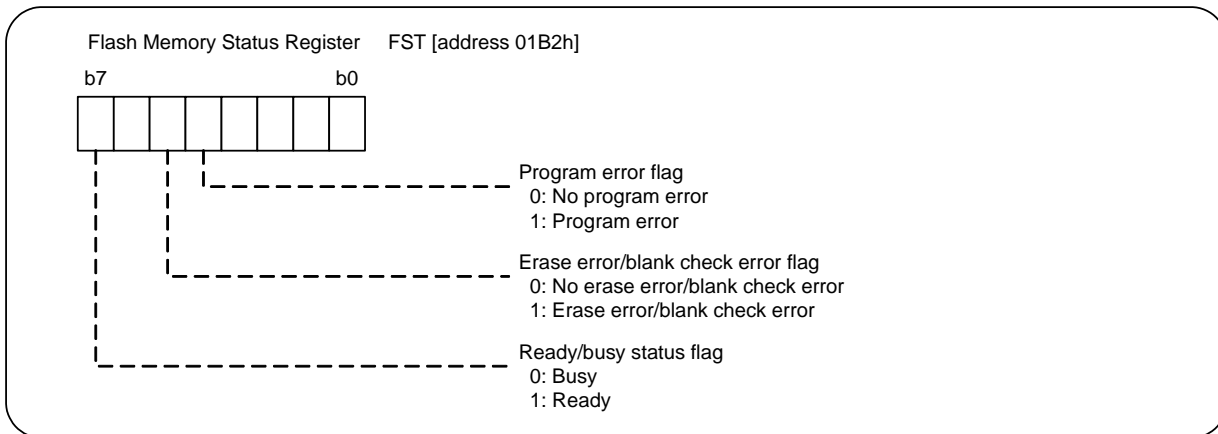 Flash Memory Status Register FST [address 01B2h]
b7 b0
Program error flag
0: No program error
1: Program error
Erase error/blank check error flag
0: No erase error/blank check error
1: Erase error/blank check error
Ready/busy status flag
0: Busy
1: Ready